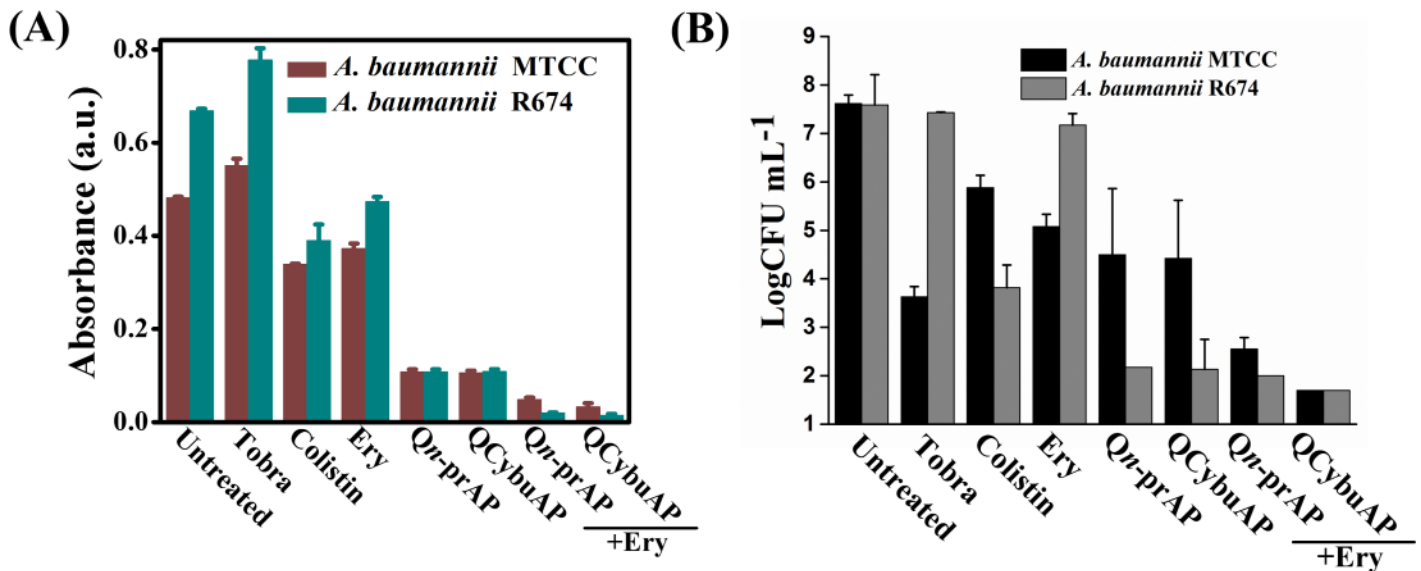 (A)
Absorbance (a.u.)
0.8
0.6
0.4
0.2
0.0
A. baumannii MTCC
A. baumannii R674
Untreated
Tobra
Colistin
Ery
Qn-prAP
QCybuAP
Qn-prAP
QCybuAP
+Ery
(B)
LogCFU mL-1
9
8
7
6
5
4
3
2
1
A. baumannii MTCC
A. baumannii R674
Untreated
Tobra
Colistin
Ery
Qn-prAP
QCybuAP
Qn-prAP
QCybuAP
+Ery